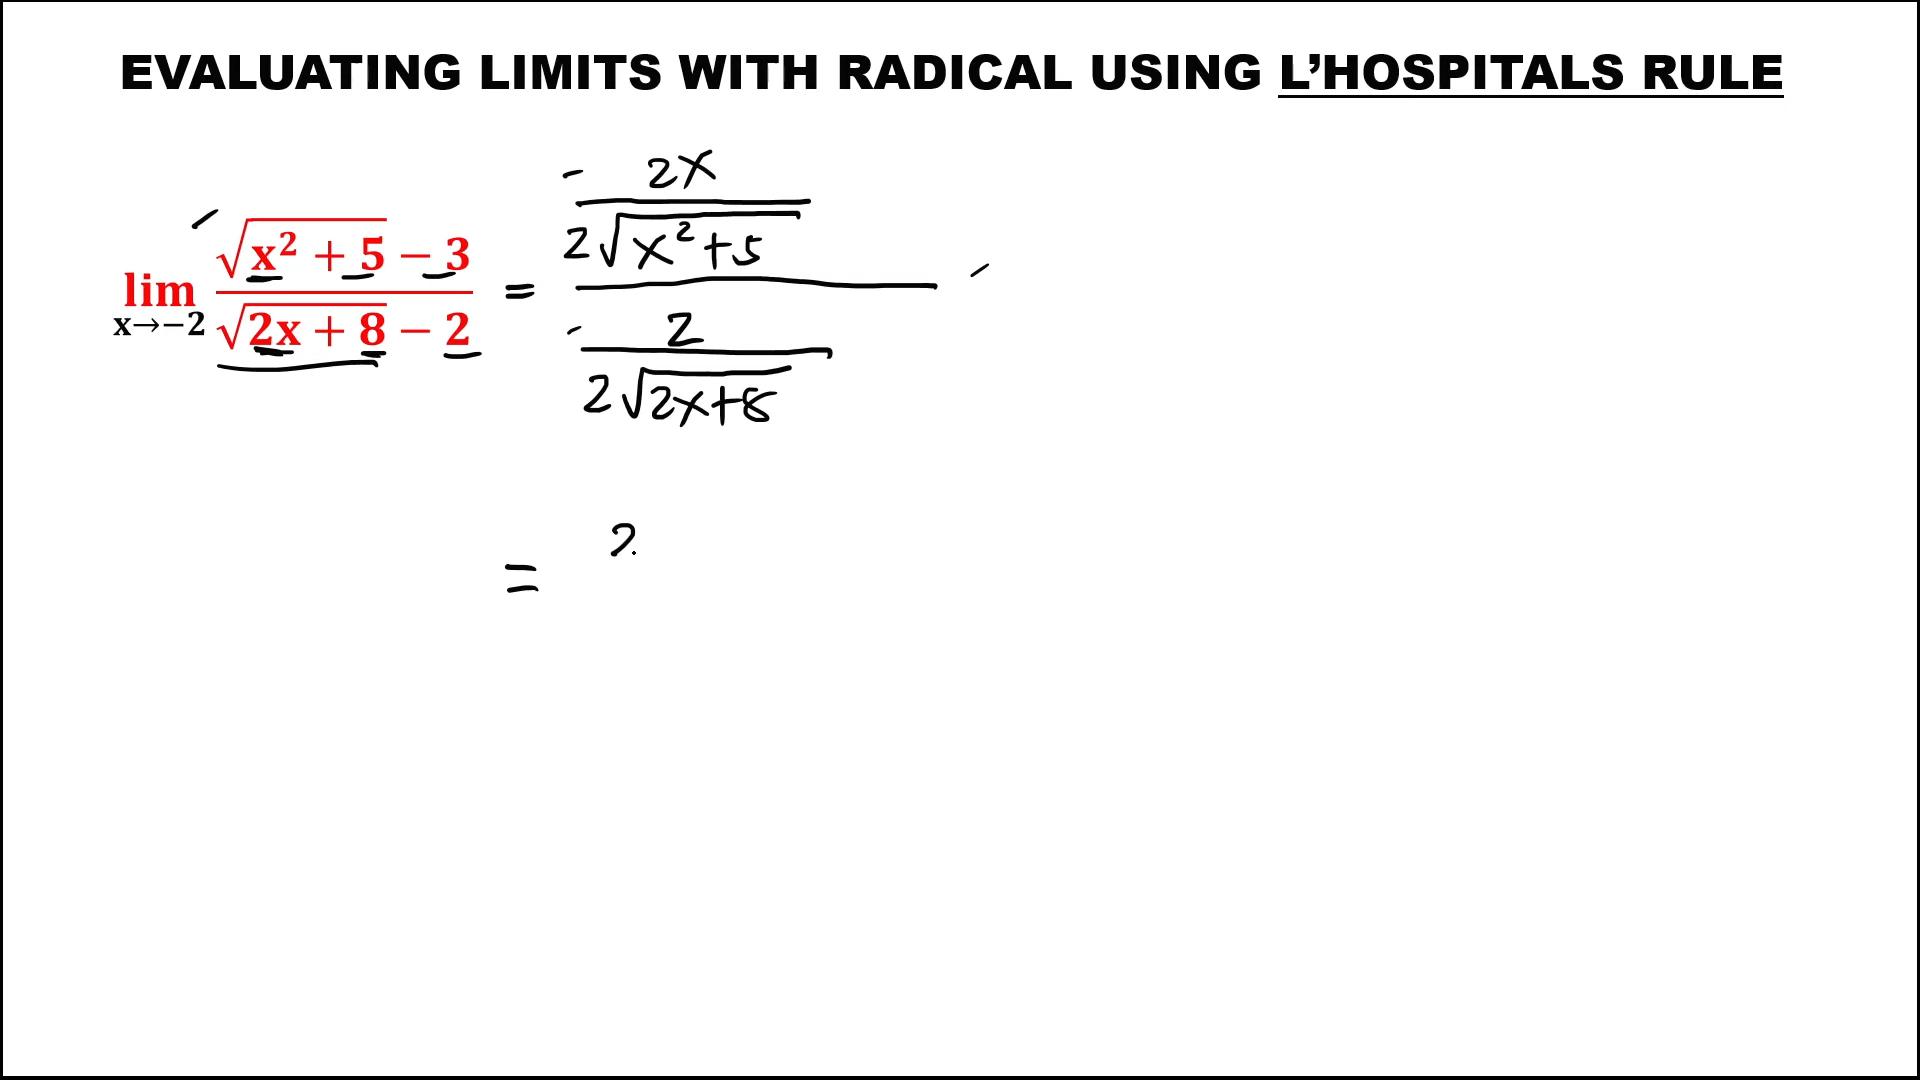 EVALUATING LIMITS WITH RADICAL USING L’HOSPITALS RULE
lim x→−2 (√(x² + 5) − 3) / (√(2x + 8) − 2) = (2x / 2√(x²+5)) / (2 / 2√(2x+8))
= 2